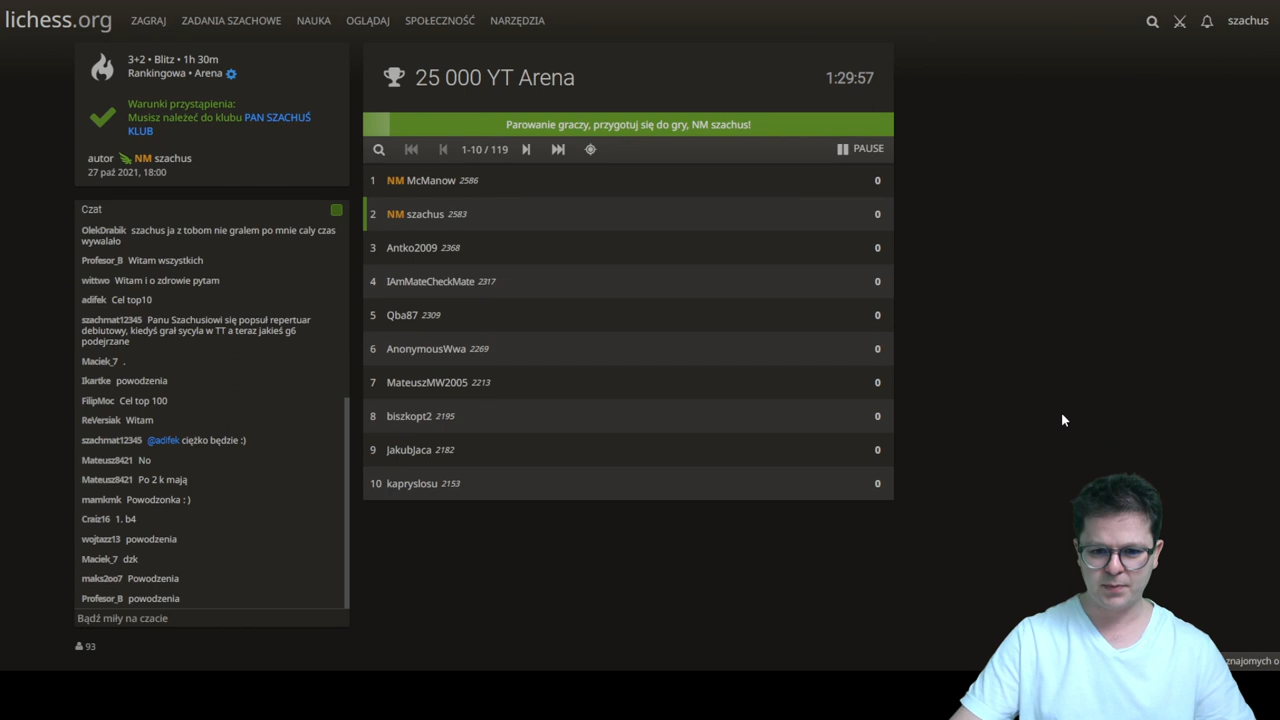 lichess.org ZAGRAJ ZADANIA SZACHOWE NAUKA OGLĄDAJ SPOŁECZNOŚĆ NARZĘDZIA szachus
3+2 • Blitz • 1h 30m
Rankingowa • Arena
Warunki przystąpienia:
Musisz należeć do klubu PAN SZACHUŚ
KLUB
autor NM szachus
27 paź 2021, 18:00
Czat
OlekDrabik szachus ja z tobom nie gralem po mnie caly czas
wywalało
Profesor_B Witam wszystkich
wittwo Witam i o zdrowie pytam
adifek Cel top10
szachmat12345 Panu Szachusiowi się popsuł repertuar
debiutowy, kiedyś grał sycyla w TT a teraz jakieś g6
podejrzane
Maciek_7 .
Ikartke powodzenia
FilipMoc Cel top 100
ReVersiak Witam
szachmat12345 @adifek ciężko będzie :)
Mateusz8421 No
Mateusz8421 Po 2 k mają
mamkmk Powodzonka : )
Craiz16 1. b4
wojtazz13 powodzenia
Maciek_7 dzk
maks2oo7 Powodzenia
Profesor_B powodzenia
Bądź miły na czacie
93
25 000 YT Arena 1:29:57
Parowanie graczy, przygotuj się do gry, NM szachus!
1-10 / 119 PAUSE
1 NM McManow 2586 0
2 NM szachus 2583 0
3 Antko2009 2368 0
4 IAmMateCheckMate 2317 0
5 Qba87 2309 0
6 AnonymousWwa 2269 0
7 MateuszMW2005 2213 0
8 biszkopt2 2195 0
9 JakubJaca 2182 0
10 kapryslosu 2153 0
znajomych o